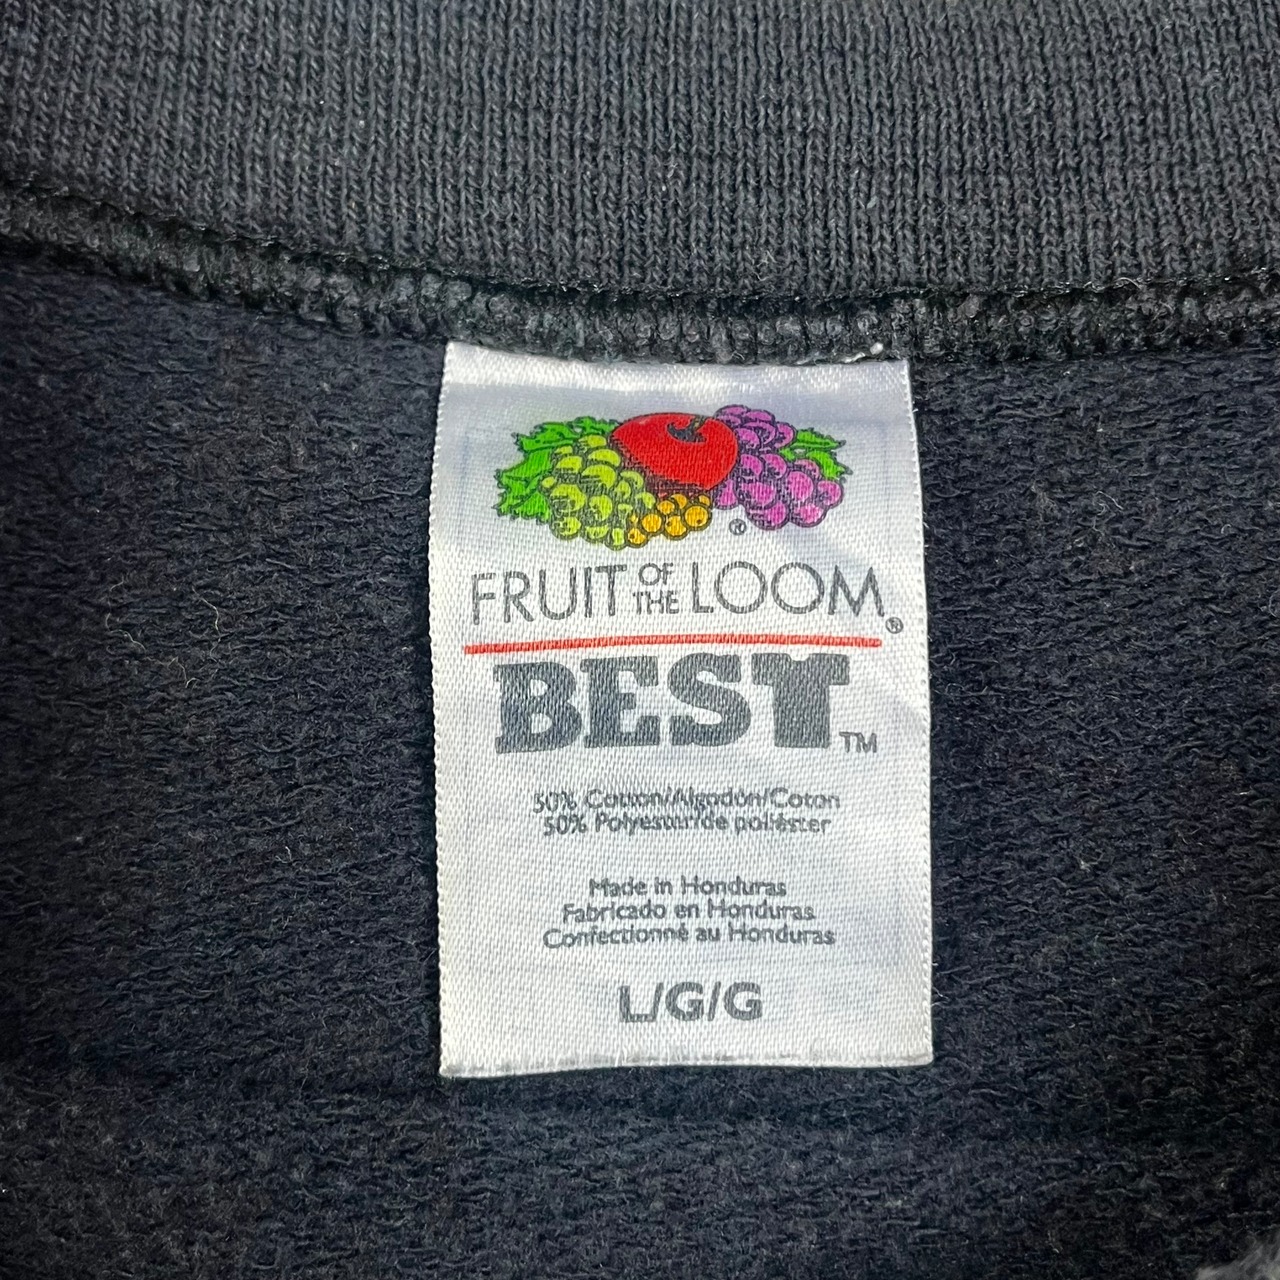 ®
FRUIT OF THE LOOM®
BEST™
50% Cotton/Algodón/Coton
50% Polyester/de poliéster
Made in Honduras
Fabricado en Honduras
Confectionné au Honduras
L/G/G